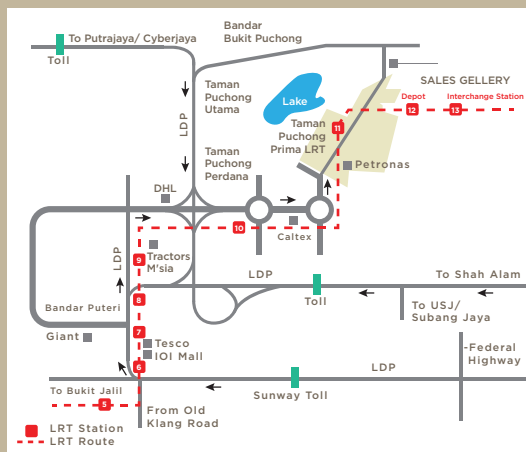 Bandar
Bukit Puchong
To Putrajaya/ Cyberjaya
Toll
SALES GELLERY
Taman
Puchong
Utama
Lake
Depot
Interchange Station
12
13
LDP
Taman
Puchong
Prima LRT
11
Taman
Puchong
Perdana
Petronas
DHL
10
Caltex
LDP
9
Tractors
M'sia
LDP
To Shah Alam
8
Toll
Bandar Puteri
To USJ/
Subang Jaya
7
Giant
Tesco
IOI Mall
-Federal
Highway
6
LDP
To Bukit Jalil
Sunway Toll
5
From Old
Klang Road
LRT Station
LRT Route